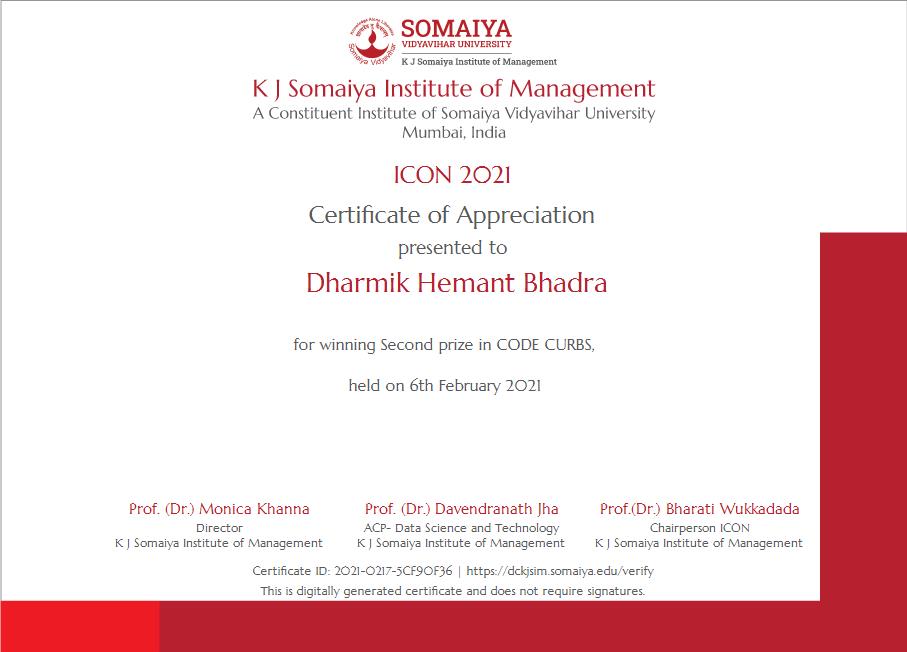 SOMAIYA
VIDYAVIHAR UNIVERSITY
K J Somaiya Institute of Management
Somaiya Vidyavihar
K J Somaiya Institute of Management
A Constituent Institute of Somaiya Vidyavihar University
Mumbai, India
ICON 2021
Certificate of Appreciation
presented to
Dharmik Hemant Bhadra
for winning Second prize in CODE CURBS,
held on 6th February 2021
Prof. (Dr.) Monica Khanna Prof. (Dr.) Davendranath Jha Prof.(Dr.) Bharati Wukkadada
Director ACP- Data Science and Technology Chairperson ICON
K J Somaiya Institute of Management K J Somaiya Institute of Management K J Somaiya Institute of Management
Certificate ID: 2021-0217-5CF90F36 | https://dckjsim.somaiya.edu/verify
This is digitally generated certificate and does not require signatures.